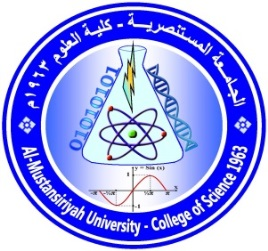 الجامعة المستنصرية - كلية العلوم ١٩٦٣م
01010101
y = Sin (x)
Al-Mustansiriyah University - College of Science 1963